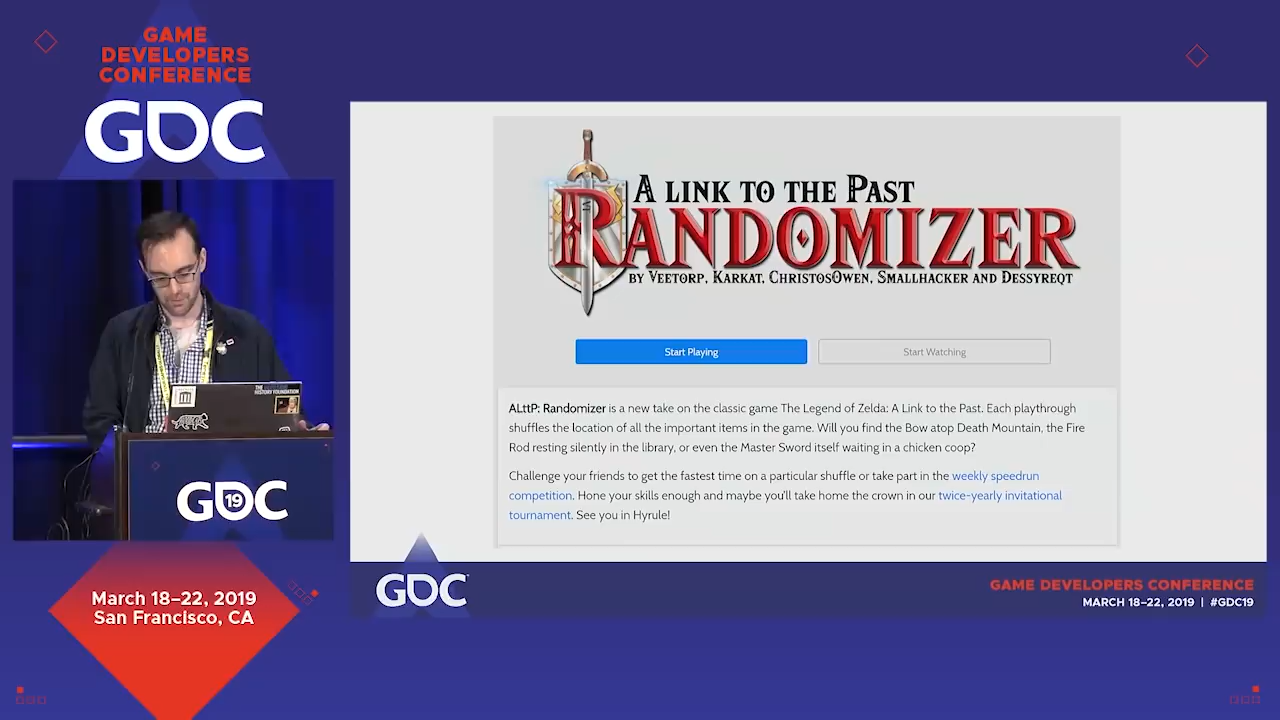 GAME
DEVELOPERS
CONFERENCE
GDC
A LINK TO THE PAST
RANDOMIZER
BY VEETORP, KARKAT, CHRISTOSOWEN, SMALLHACKER AND DESSYREQT
Start Playing
Start Watching
ALttP: Randomizer is a new take on the classic game The Legend of Zelda: A Link to the Past. Each playthrough
shuffles the location of all the important items in the game. Will you find the Bow atop Death Mountain, the Fire
Rod resting silently in the library, or even the Master Sword itself waiting in a chicken coop?
Challenge your friends to get the fastest time on a particular shuffle or take part in the weekly speedrun
competition. Hone your skills enough and maybe you'll take home the crown in our twice-yearly invitational
tournament. See you in Hyrule!
THE
HISTORY FOUNDATION
GDC
19
March 18–22, 2019
San Francisco, CA
GDC
GAME DEVELOPERS CONFERENCE
MARCH 18–22, 2019 | #GDC19